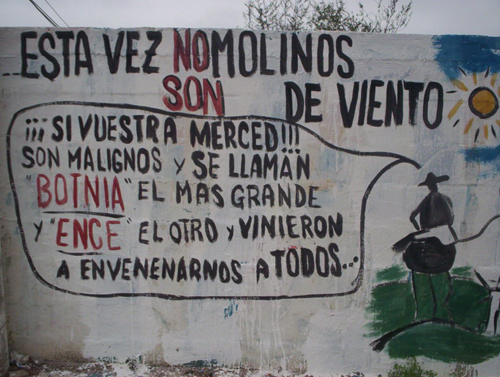 ESTA VEZ NO MOLINOS
SON DE VIENTO
¡¡¡SI VUESTRA MERCED!!!
SON MALIGNOS Y SE LLAMAN
"BOTNIA" EL MAS GRANDE
Y "ENCE" EL OTRO Y VINIERON
A ENVENENARNOS A TODOS...